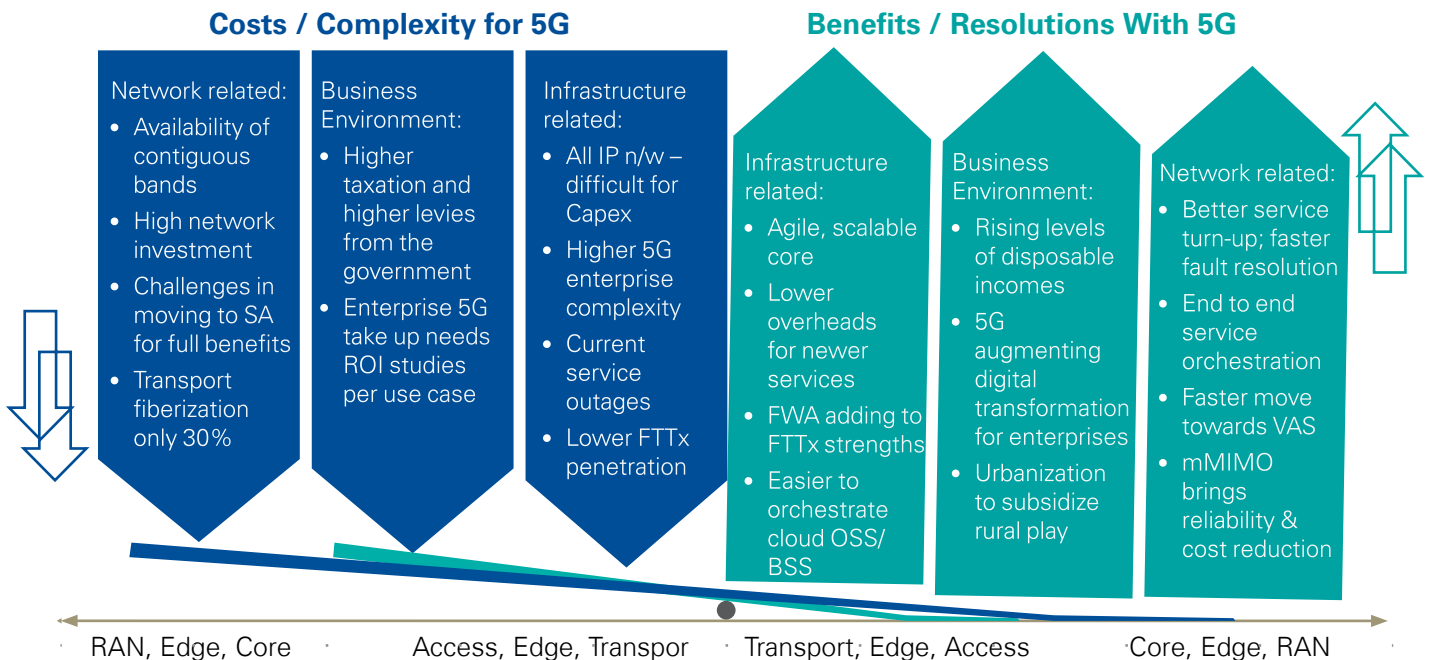 Costs / Complexity for 5G
Benefits / Resolutions With 5G
Network related:
• Availability of
contiguous
bands
• High network
investment
• Challenges in
moving to SA
for full benefits
• Transport
fiberization
only 30%
Business
Environment:
• Higher
taxation and
higher levies
from the
government
• Enterprise 5G
take up needs
ROI studies
per use case
Infrastructure
related:
• All IP n/w –
difficult for
Capex
• Higher 5G
enterprise
complexity
• Current
service
outages
• Lower FTTx
penetration
Infrastructure
related:
• Agile, scalable
core
• Lower
overheads
for newer
services
• FWA adding to
FTTx strengths
• Easier to
orchestrate
cloud OSS/
BSS
Business
Environment:
• Rising levels
of disposable
incomes
• 5G
augmenting
digital
transformation
for enterprises
• Urbanization
to subsidize
rural play
Network related:
• Better service
turn-up; faster
fault resolution
• End to end
service
orchestration
• Faster move
towards VAS
• mMIMO
brings
reliability &
cost reduction
RAN, Edge, Core
Access, Edge, Transpor
Transport, Edge, Access
Core, Edge, RAN